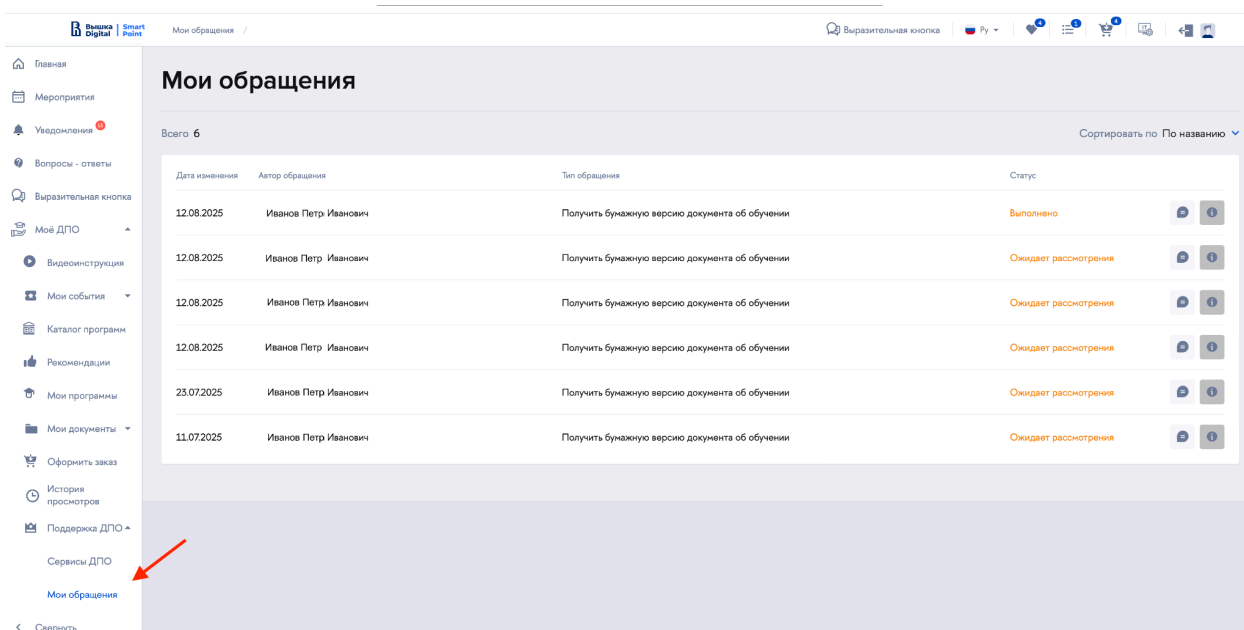 Вышка Digital | Smart Point
Мои обращения /
Выразительная кнопка
Ру
4
1
4
Главная
Мероприятия
Уведомления
Вопросы - ответы
Выразительная кнопка
Моё ДПО
Видеоинструкция
Мои события
Каталог программ
Рекомендации
Мои программы
Мои документы
Оформить заказ
История
просмотров
Поддержка ДПО
Сервисы ДПО
Мои обращения
Свернуть
Мои обращения
Всего 6
Сортировать по По названию
Дата изменения Автор обращения Тип обращения Статус
12.08.2025 Иванов Петр Иванович Получить бумажную версию документа об обучении Выполнено
12.08.2025 Иванов Петр Иванович Получить бумажную версию документа об обучении Ожидает рассмотрения
12.08.2025 Иванов Петр Иванович Получить бумажную версию документа об обучении Ожидает рассмотрения
12.08.2025 Иванов Петр Иванович Получить бумажную версию документа об обучении Ожидает рассмотрения
23.07.2025 Иванов Петр Иванович Получить бумажную версию документа об обучении Ожидает рассмотрения
11.07.2025 Иванов Петр Иванович Получить бумажную версию документа об обучении Ожидает рассмотрения